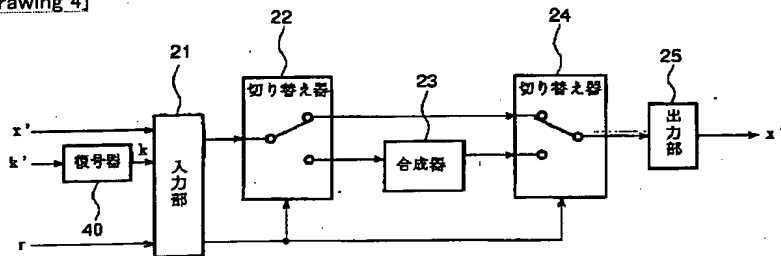 rawing 4]
21
22
24
23
25
切り替え器
切り替え器
x'
k'
復号器
k
入力部
合成器
出力部
x
40
r